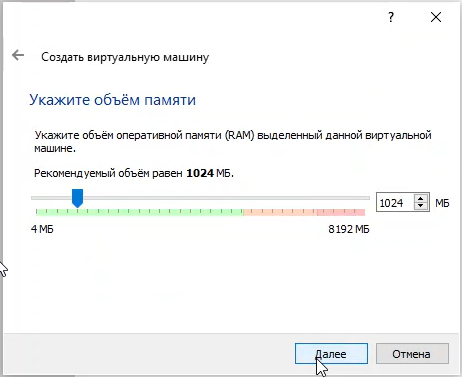 ?
Создать виртуальную машину
Укажите объём памяти
Укажите объём оперативной памяти (RAM) выделенный данной виртуальной
машине.
Рекомендуемый объём равен 1024 МБ.
1024 МБ
4 МБ 8192 МБ
Далее Отмена